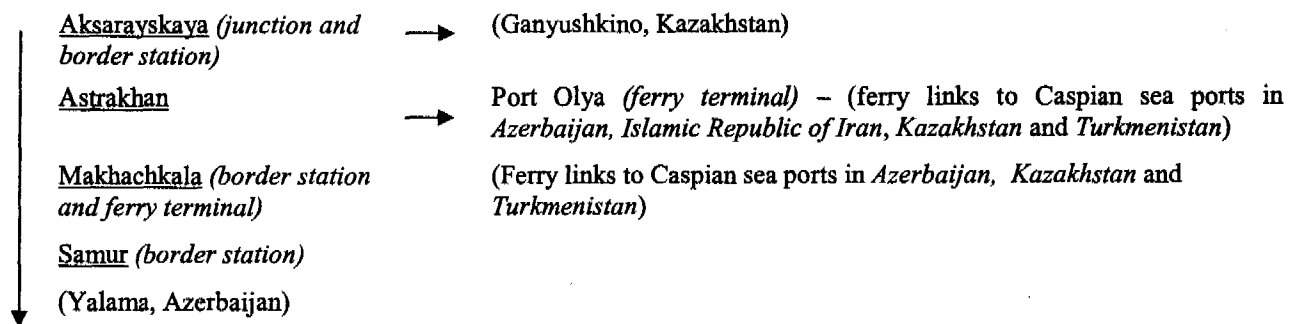 Aksarayskaya (junction and border station) → (Ganyushkino, Kazakhstan)
Astrakhan → Port Olya (ferry terminal) – (ferry links to Caspian sea ports in Azerbaijan, Islamic Republic of Iran, Kazakhstan and Turkmenistan)
Makhachkala (border station and ferry terminal) (Ferry links to Caspian sea ports in Azerbaijan, Kazakhstan and Turkmenistan)
Samur (border station)
(Yalama, Azerbaijan)